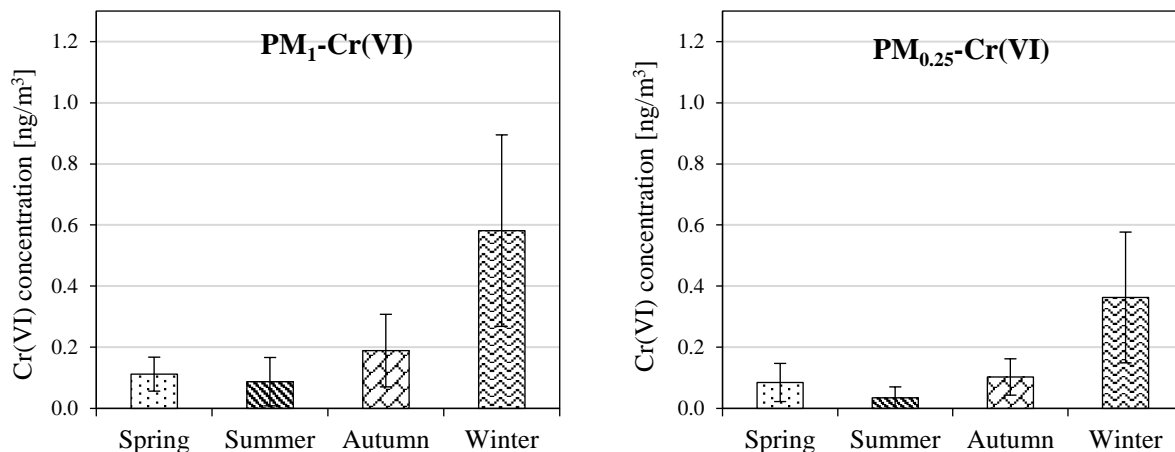 PM₁-Cr(VI)
Cr(VI) concentration [ng/m³]
1.2
1.0
0.8
0.6
0.4
0.2
0.0
Spring Summer Autumn Winter
PM₀.₂₅-Cr(VI)
Cr(VI) concentration [ng/m³]
1.2
1.0
0.8
0.6
0.4
0.2
0.0
Spring Summer Autumn Winter